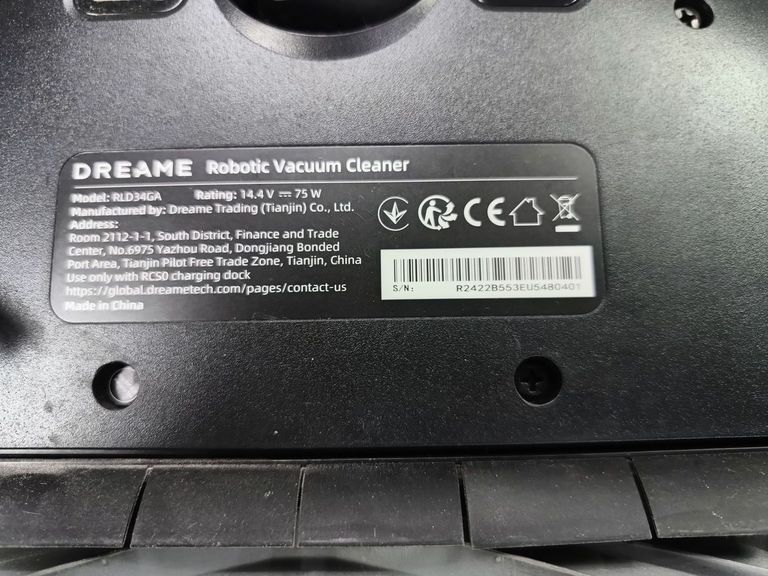 DREAME Robotic Vacuum Cleaner
Model: RLD34GA Rating: 14.4 V ⎓ 75 W
Manufactured by: Dreame Trading (Tianjin) Co., Ltd.
Address:
Room 2112-1-1, South District, Finance and Trade
Center, No.6975 Yazhou Road, Dongjiang Bonded
Port Area, Tianjin Pilot Free Trade Zone, Tianjin, China
Use only with RCS0 charging dock
https://global.dreametech.com/pages/contact-us
Made in China
CE
S/N: R2422B553EU5480401